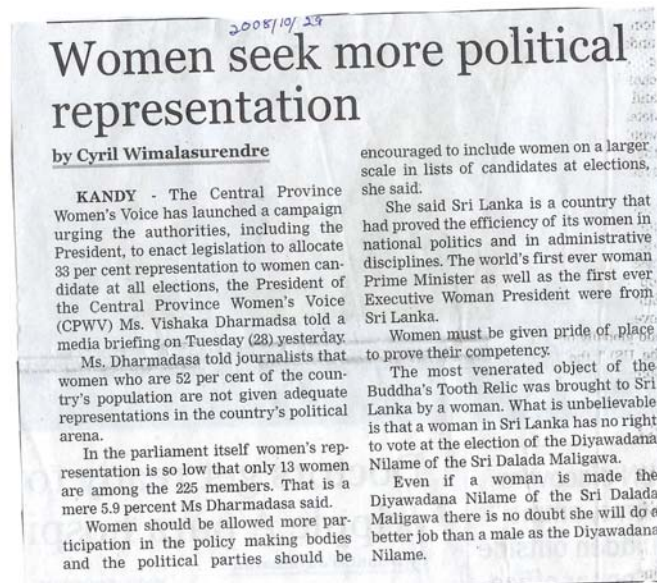 2008/10/29
Women seek more political
representation
by Cyril Wimalasurendre
KANDY - The Central Province
Women's Voice has launched a campaign
urging the authorities, including the
President, to enact legislation to allocate
33 per cent representation to women can-
didate at all elections, the President of
the Central Province Women's Voice
(CPWV) Ms. Vishaka Dharmadsa told a
media briefing on Tuesday (28) yesterday.
Ms. Dharmadasa told journalists that
women who are 52 per cent of the coun-
try's population are not given adequate
representations in the country's political
arena.
In the parliament itself women's rep-
resentation is so low that only 13 women
are among the 225 members. That is a
mere 5.9 percent Ms Dharmadasa said.
Women should be allowed more par-
ticipation in the policy making bodies
and the political parties should be
encouraged to include women on a larger
scale in lists of candidates at elections,
she said.
She said Sri Lanka is a country that
had proved the efficiency of its women in
national politics and in administrative
disciplines. The world's first ever woman
Prime Minister as well as the first ever
Executive Woman President were from
Sri Lanka.
Women must be given pride of place
to prove their competency.
The most venerated object of the
Buddha's Tooth Relic was brought to Sri
Lanka by a woman. What is unbelievable
is that a woman in Sri Lanka has no right
to vote at the election of the Diyawadana
Nilame of the Sri Dalada Maligawa.
Even if a woman is made the
Diyawadana Nilame of the Sri Dalada
Maligawa there is no doubt she will do a
better job than a male as the Diyawadana
Nilame.